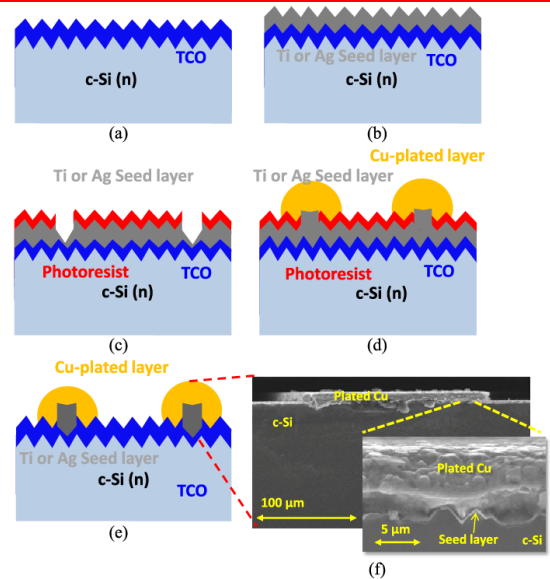 TCO
c-Si (n)
(a)
Ti or Ag Seed layer
TCO
c-Si (n)
(b)
Cu-plated layer
Ti or Ag Seed layer
Ti or Ag Seed layer
Photoresist
TCO
c-Si (n)
(c)
Photoresist
TCO
c-Si (n)
(d)
Cu-plated layer
Ti or Ag Seed layer
c-Si (n)
TCO
(e)
Plated Cu
c-Si
100 µm
Plated Cu
5 µm
Seed layer
c-Si
(f)